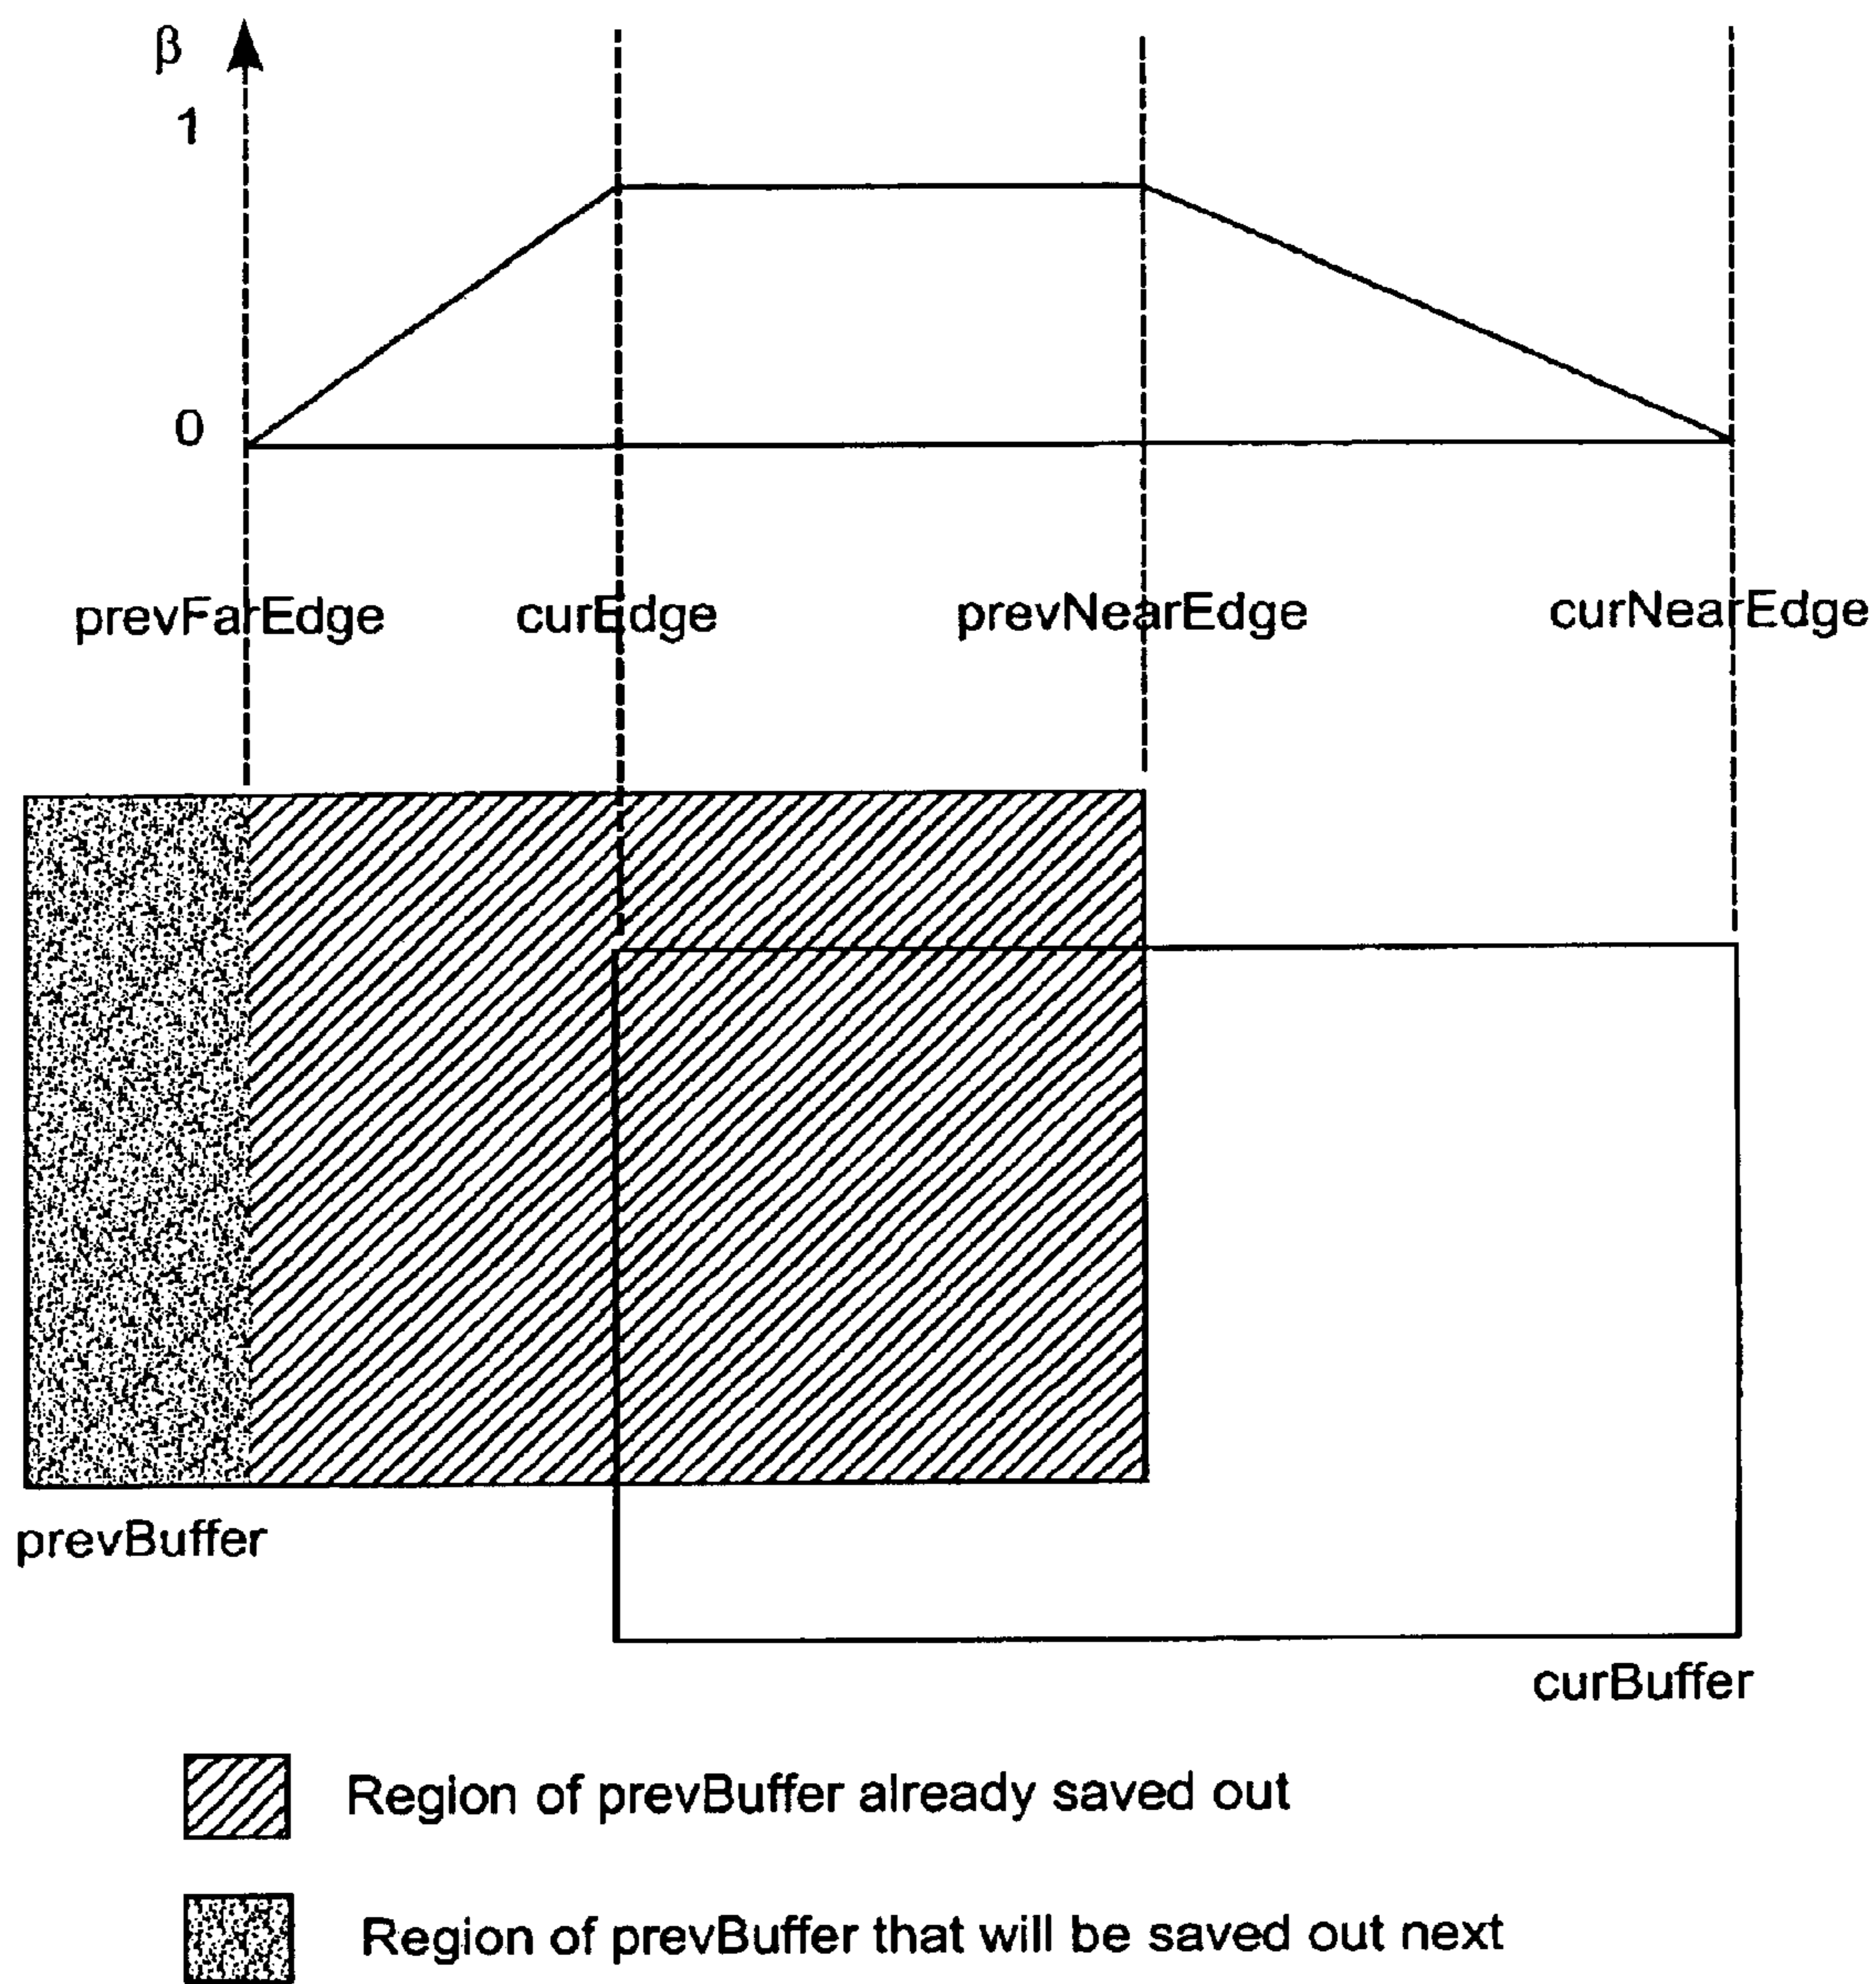 β
1
0
prevFarEdge curEdge prevNearEdge curNearEdge
prevBuffer
curBuffer
Region of prevBuffer already saved out
Region of prevBuffer that will be saved out next